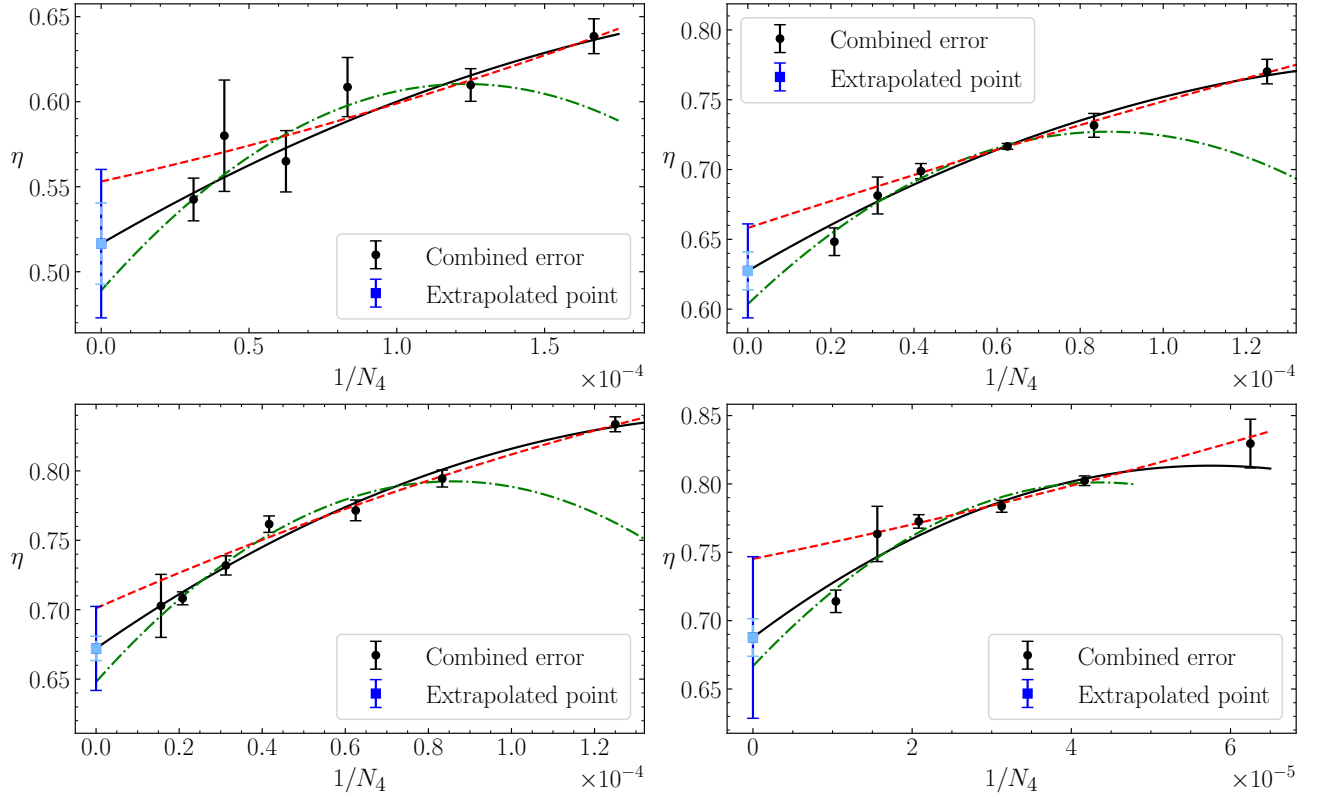 0.65
0.60
η
0.55
0.50
Combined error
Extrapolated point
0.0 0.5 1.0 1.5
1/N₄ ×10⁻⁴
0.80
0.75
0.70
η
0.65
0.60
Combined error
Extrapolated point
0.0 0.2 0.4 0.6 0.8 1.0 1.2
1/N₄ ×10⁻⁴
0.80
0.75
η
0.70
0.65
Combined error
Extrapolated point
0.0 0.2 0.4 0.6 0.8 1.0 1.2
1/N₄ ×10⁻⁴
0.85
0.80
0.75
η
0.70
0.65
Combined error
Extrapolated point
0 2 4 6
1/N₄ ×10⁻⁵